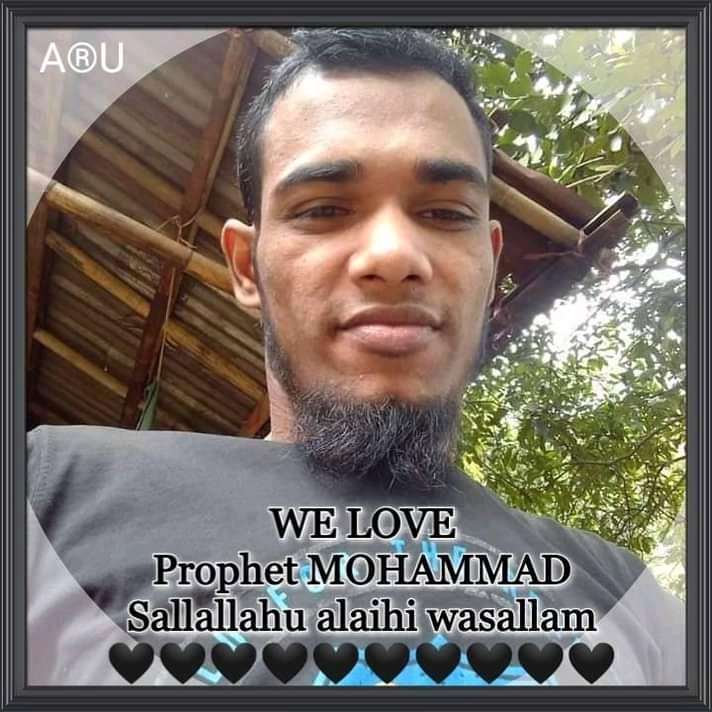 A®U
WE LOVE
Prophet MOHAMMAD
Sallallahu alaihi wasallam
🖤🖤🖤🖤🖤🖤🖤🖤🖤🖤